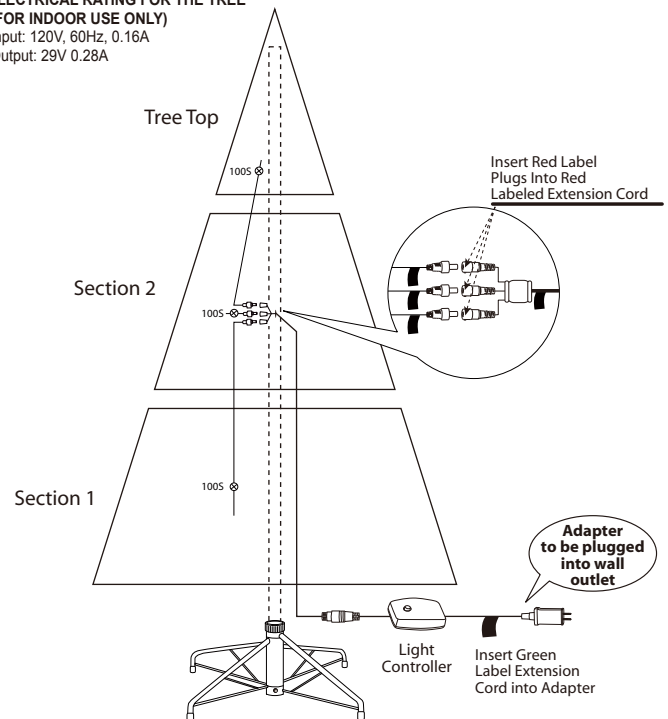 ELECTRICAL RATING FOR THE TREE
(FOR INDOOR USE ONLY)
Input: 120V, 60Hz, 0.16A
Output: 29V 0.28A
Tree Top
100S
Insert Red Label
Plugs Into Red
Labeled Extension Cord
Section 2
100S
Section 1
100S
Adapter
to be plugged
into wall
outlet
Light
Controller
Insert Green
Label Extension
Cord into Adapter